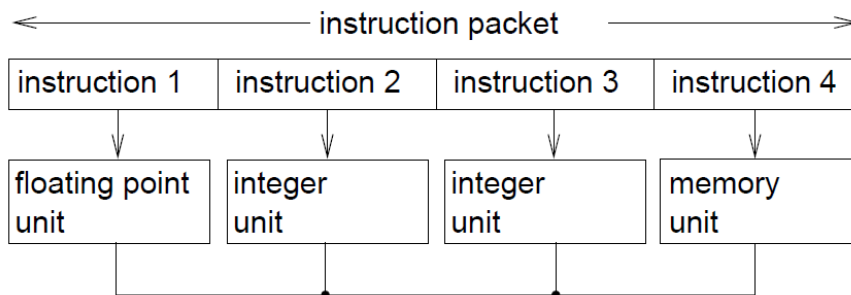 instruction packet
instruction 1 instruction 2 instruction 3 instruction 4
floating point integer integer memory
unit unit unit unit